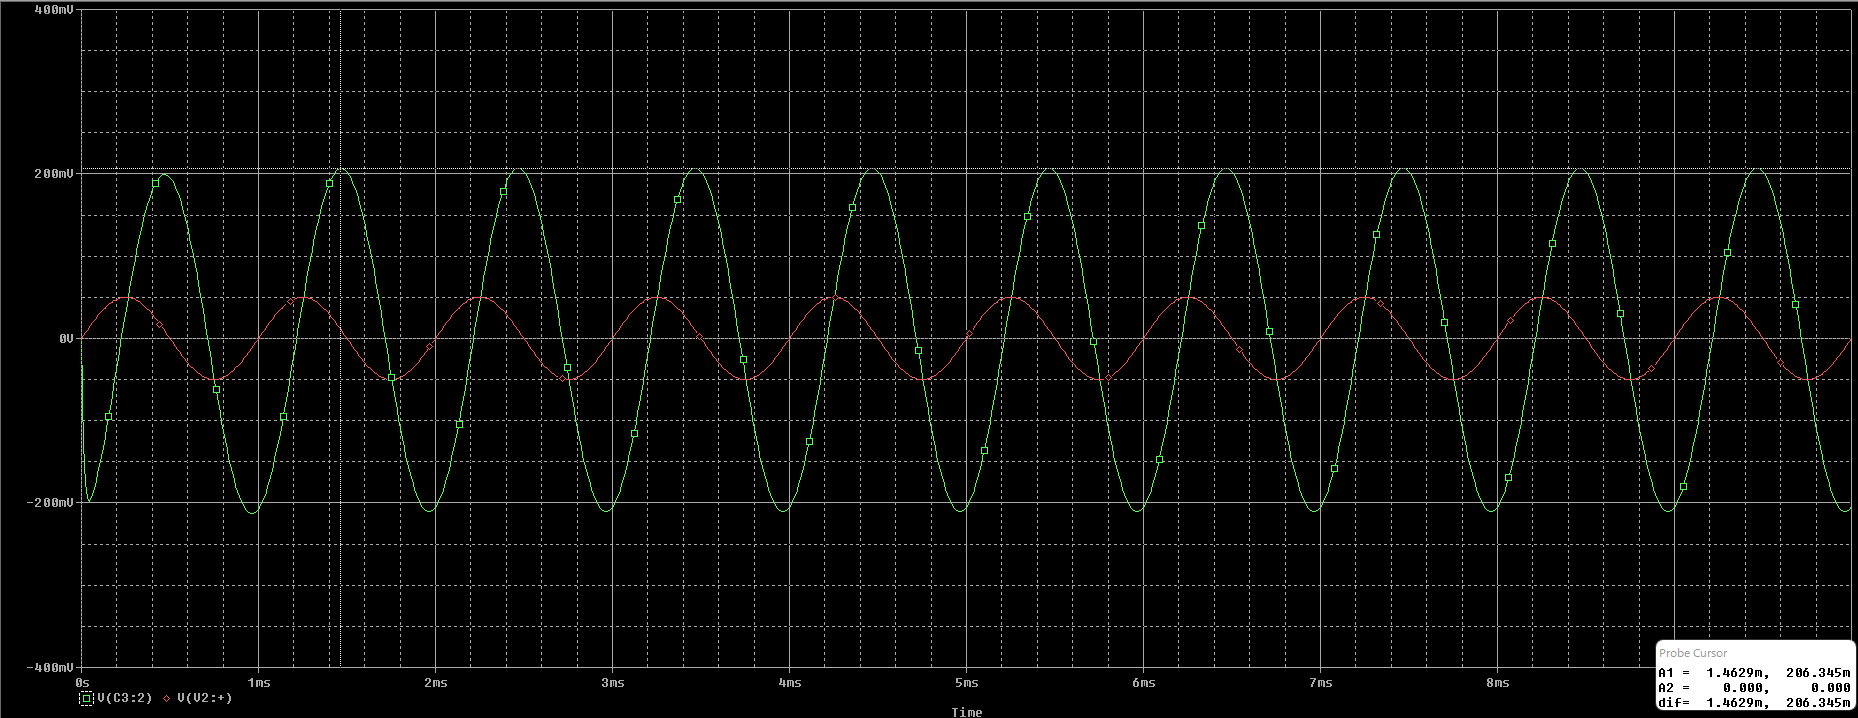 400mV
200mV
0V
-200mV
-400mV
0s 1ms 2ms 3ms 4ms 5ms 6ms 7ms 8ms
V(C3:2) V(V2:+)
Time
Probe Cursor
A1 = 1.4629m, 206.345m
A2 = 0.000, 0.000
dif= 1.4629m, 206.345m